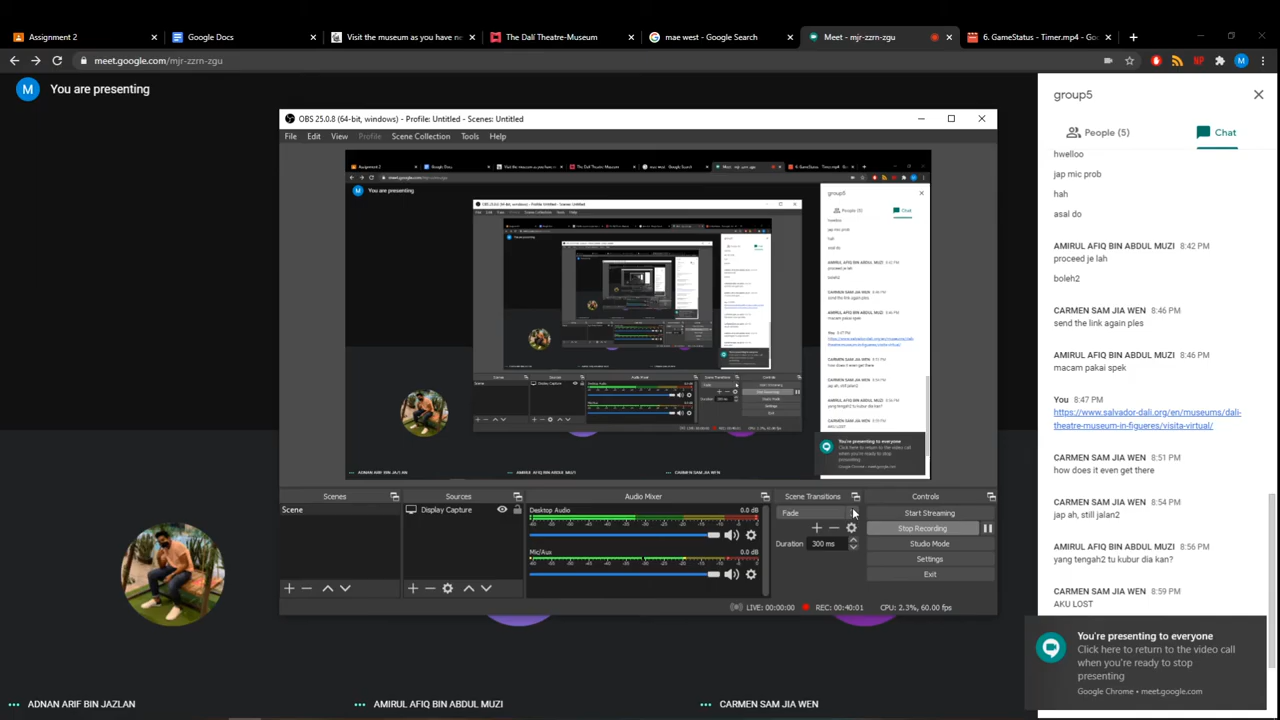 Assignment 2
Google Docs
Visit the museum as you have ne
The Dalí Theatre-Museum
mae west - Google Search
Meet - mjr-zzrn-zgu
6. GameStatus - Timer.mp4 - Goo
meet.google.com/mjr-zzrn-zgu
M
You are presenting
OBS 25.0.8 (64-bit, windows) - Profile: Untitled - Scenes: Untitled
File Edit View Profile Scene Collection Tools Help
Scenes
Scene
Sources
Display Capture
Audio Mixer
Desktop Audio
0.0 dB
Mic/Aux
0.0 dB
Scene Transitions
Fade
Duration 300 ms
Controls
Start Streaming
Stop Recording
Studio Mode
Settings
Exit
LIVE: 00:00:00 REC: 00:40:01 CPU: 2.3%, 60.00 fps
ADNAN ARIF BIN JAZLAN
AMIRUL AFIQ BIN ABDUL MUZI
CARMEN SAM JIA WEN
group5
People (5)
Chat
hwelloo
jap mic prob
hah
asal do
AMIRUL AFIQ BIN ABDUL MUZI 8:42 PM
proceed je lah
boleh2
CARMEN SAM JIA WEN 8:46 PM
send the link again ples
AMIRUL AFIQ BIN ABDUL MUZI 8:46 PM
macam pakai spek
You 8:47 PM
https://www.salvador-dali.org/en/museums/dali-
theatre-museum-in-figueres/visita-virtual/
CARMEN SAM JIA WEN 8:51 PM
how does it even get there
CARMEN SAM JIA WEN 8:54 PM
jap ah, still jalan2
AMIRUL AFIQ BIN ABDUL MUZI 8:56 PM
yang tengah2 tu kubur dia kan?
CARMEN SAM JIA WEN 8:59 PM
AKU LOST
You're presenting to everyone
Click here to return to the video call
when you're ready to stop
presenting
Google Chrome • meet.google.com